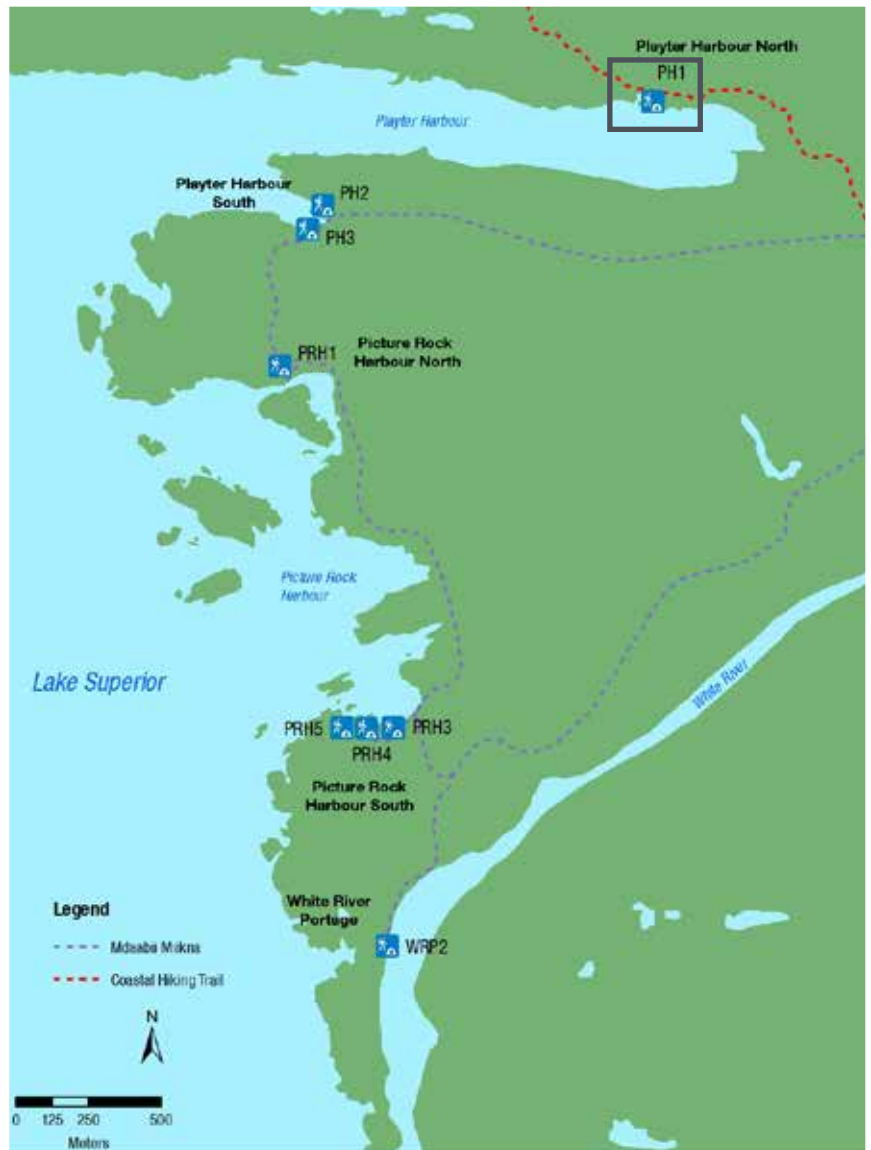 Playter Harbour North
PH1
Playter Harbour
Playter Harbour
South
PH2
PH3
PRH1
Picture Rock
Harbour North
Picture Rock
Harbour
Lake Superior
White River
PRH5
PRH4
PRH3
Picture Rock
Harbour South
White River
Portage
WRP2
Legend
Mdaabii Miikna
Coastal Hiking Trail
N
0 125 250 500
Meters